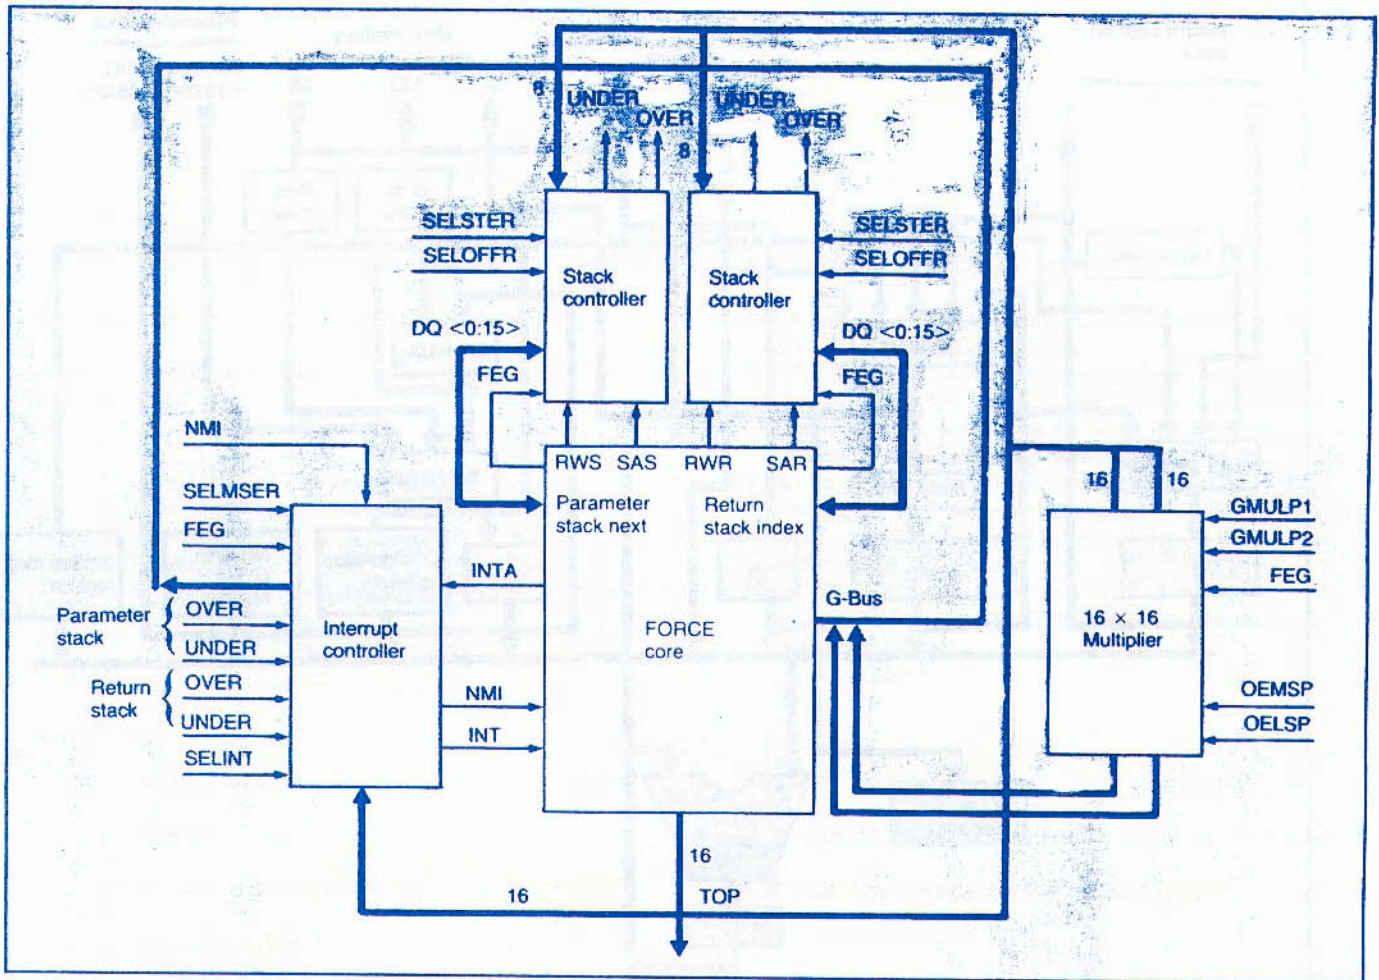 8
UNDER
OVER
8
UNDER
OVER
SELSTER
SELOFFR
Stack
controller
DQ <0:15>
FEG
Stack
controller
SELSTER
SELOFFR
DQ <0:15>
FEG
NMI
SELMSER
FEG
Parameter
stack
OVER
UNDER
Return
stack
OVER
UNDER
SELINT
Interrupt
controller
INTA
NMI
INT
RWS
SAS
RWR
SAR
Parameter
stack next
Return
stack index
FORCE
core
G-Bus
16
16
GMULP1
GMULP2
FEG
16 × 16
Multiplier
OEMSP
OELSP
16
16
TOP